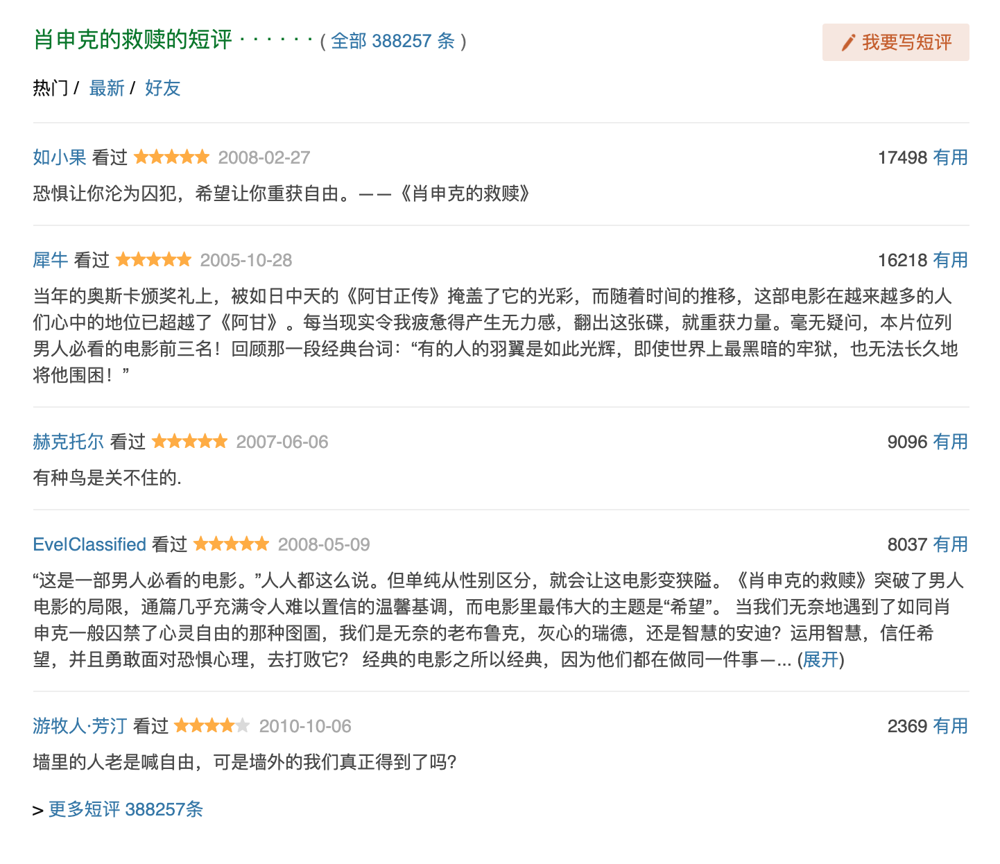 肖申克的救赎的短评 · · · · · · ( 全部 388257 条 )
我要写短评
热门 / 最新 / 好友
如小果 看过 2008-02-27 17498 有用
恐惧让你沦为囚犯，希望让你重获自由。——《肖申克的救赎》
犀牛 看过 2005-10-28 16218 有用
当年的奥斯卡颁奖礼上，被如日中天的《阿甘正传》掩盖了它的光彩，而随着时间的推移，这部电影在越来越多的人
们心中的地位已超越了《阿甘》。每当现实令我疲惫得产生无力感，翻出这张碟，就重获力量。毫无疑问，本片位列
男人必看的电影前三名！回顾那一段经典台词：“有的人的羽翼是如此光辉，即使世界上最黑暗的牢狱，也无法长久地
将他围困！”
赫克托尔 看过 2007-06-06 9096 有用
有种鸟是关不住的.
EvelClassified 看过 2008-05-09 8037 有用
“这是一部男人必看的电影。”人人都这么说。但单纯从性别区分，就会让这电影变狭隘。《肖申克的救赎》突破了男人
电影的局限，通篇几乎充满令人难以置信的温馨基调，而电影里最伟大的主题是“希望”。 当我们无奈地遇到了如同肖
申克一般囚禁了心灵自由的那种囹圄，我们是无奈的老布鲁克，灰心的瑞德，还是智慧的安迪？运用智慧，信任希
望，并且勇敢面对恐惧心理，去打败它？ 经典的电影之所以经典，因为他们都在做同一件事—... (展开)
游牧人·芳汀 看过 2010-10-06 2369 有用
墙里的人老是喊自由，可是墙外的我们真正得到了吗？
> 更多短评 388257条